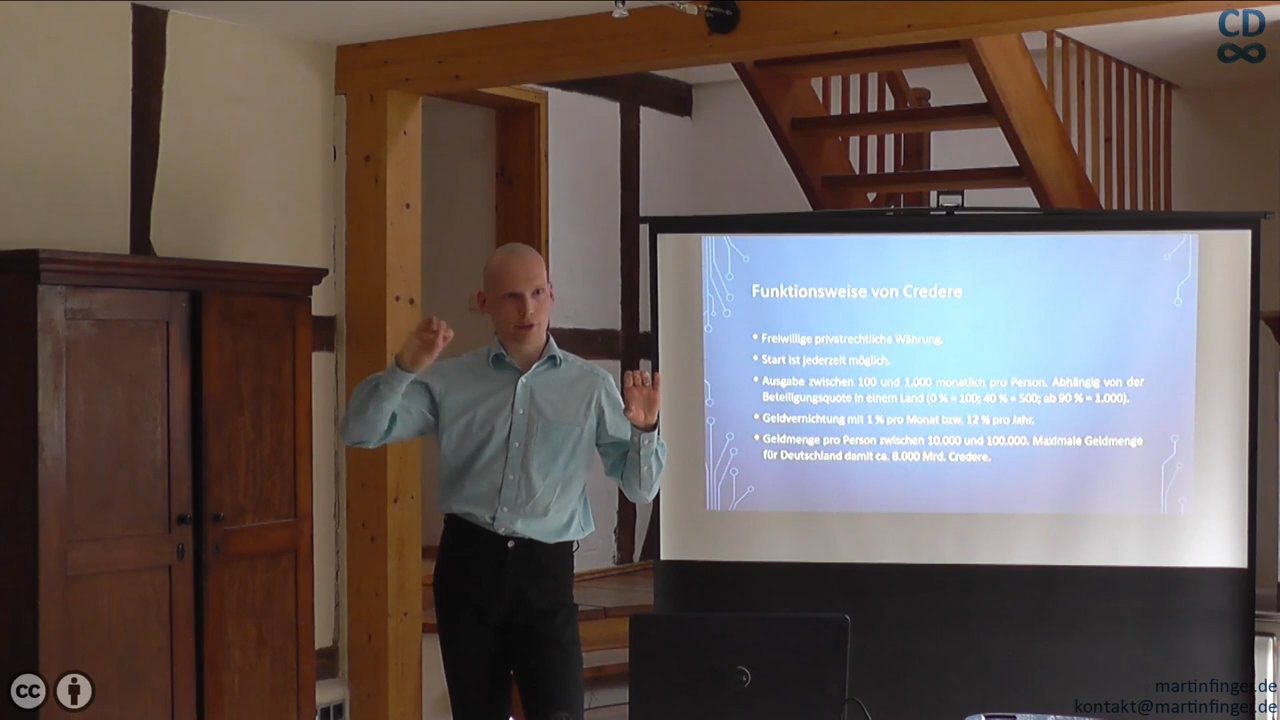 CD
Funktionsweise von Credere
• Freiwillige privatrechtliche Währung.
• Start ist jederzeit möglich.
• Ausgabe zwischen 100 und 1.000 monatlich pro Person. Abhängig von der
Beteiligungsquote in einem Land (0 % = 100; 40 % = 500; ab 90 % = 1.000).
• Geldvernichtung mit 1 % pro Monat bzw. 12 % pro Jahr.
• Geldmenge pro Person zwischen 10.000 und 100.000. Maximale Geldmenge
für Deutschland damit ca. 8.000 Mrd. Credere.
cc
martinfinger.de
kontakt@martinfinger.de